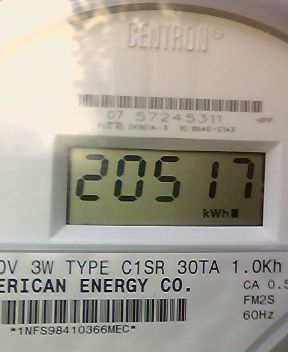 CENTRON®
07 57245311 NPP
20517
kWh
0V 3W TYPE C1SR 30TA 1.0Kh
ERICAN ENERGY CO. CA 0.5
FM2S
60Hz
*1NFS98410366MEC*